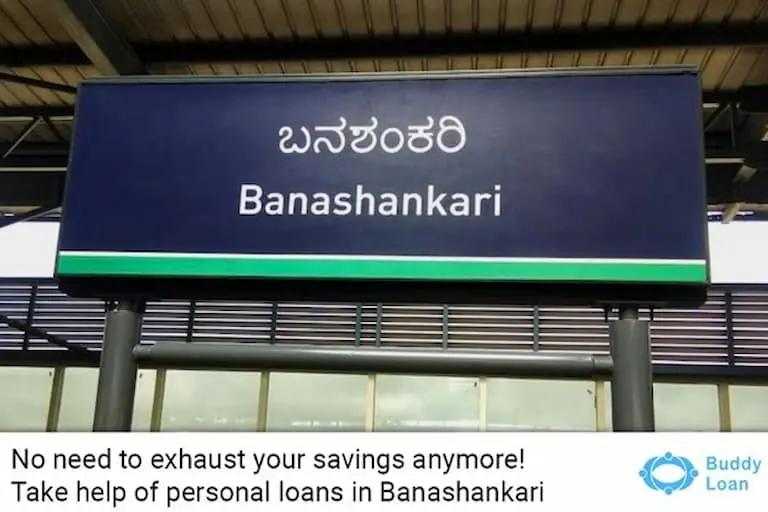 ಬನಶಂಕರಿ
Banashankari
No need to exhaust your savings anymore!
Take help of personal loans in Banashankari
Buddy
Loan